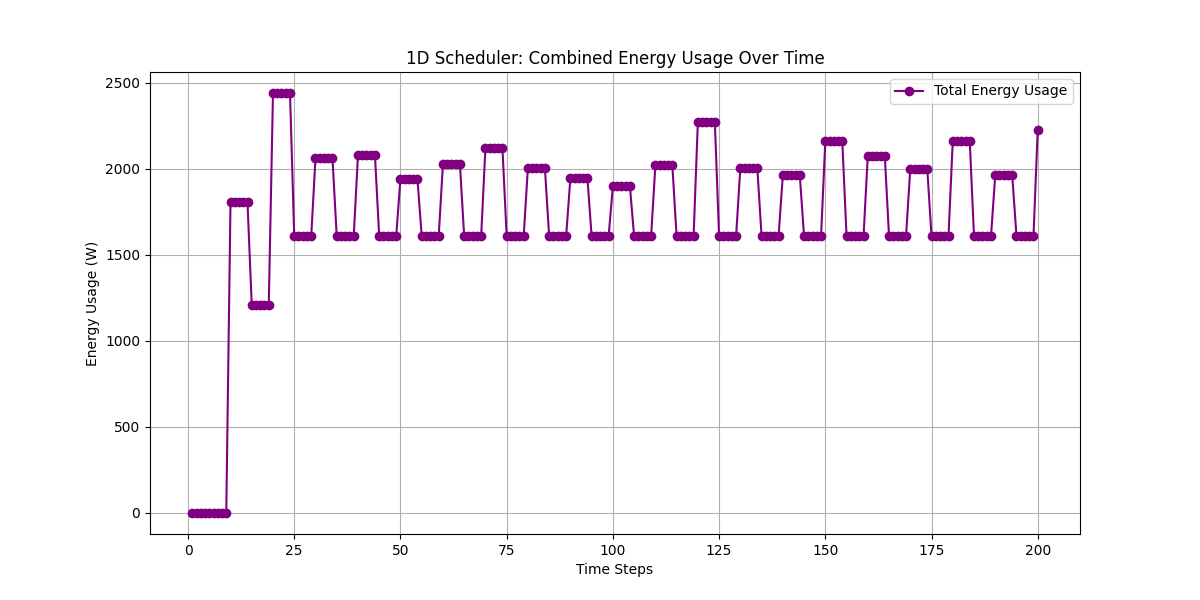 1D Scheduler: Combined Energy Usage Over Time
Total Energy Usage
Energy Usage (W)
2500
2000
1500
1000
500
0
0 25 50 75 100 125 150 175 200
Time Steps